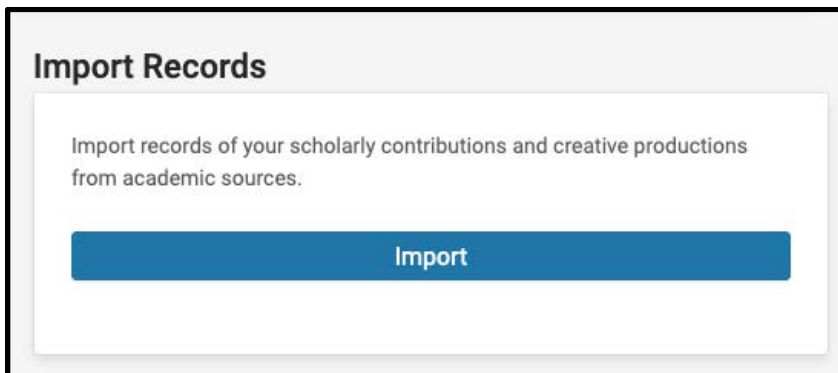 Import Records
Import records of your scholarly contributions and creative productions
from academic sources.
Import